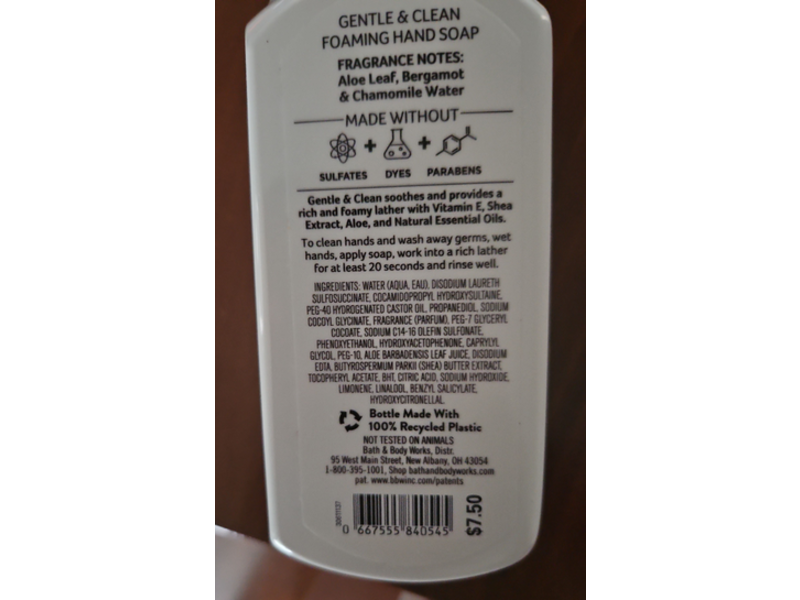 GENTLE & CLEAN
FOAMING HAND SOAP
FRAGRANCE NOTES:
Aloe Leaf, Bergamot
& Chamomile Water
MADE WITHOUT
+ +
SULFATES DYES PARABENS
Gentle & Clean soothes and provides a
rich and foamy lather with Vitamin E, Shea
Extract, Aloe, and Natural Essential Oils.
To clean hands and wash away germs, wet
hands, apply soap, work into a rich lather
for at least 20 seconds and rinse well.
INGREDIENTS: WATER (AQUA, EAU), DISODIUM LAURETH
SULFOSUCCINATE, COCAMIDOPROPYL HYDROXYSULTAINE,
PEG-40 HYDROGENATED CASTOR OIL, PROPANEDIOL, SODIUM
COCOYL GLYCINATE, FRAGRANCE (PARFUM), PEG-7 GLYCERYL
COCOATE, SODIUM C14-16 OLEFIN SULFONATE,
PHENOXYETHANOL, HYDROXYACETOPHENONE, CAPRYLYL
GLYCOL, PEG-10, ALOE BARBADENSIS LEAF JUICE, DISODIUM
EDTA, BUTYROSPERMUM PARKII (SHEA) BUTTER EXTRACT,
TOCOPHERYL ACETATE, BHT, CITRIC ACID, SODIUM HYDROXIDE,
LIMONENE, LINALOOL, BENZYL SALICYLATE,
HYDROXYCITRONELLAL.
Bottle Made With
100% Recycled Plastic
NOT TESTED ON ANIMALS
Bath & Body Works, Distr.
95 West Main Street, New Albany, OH 43054
1-800-395-1001, Shop bathandbodyworks.com
pat. www.bbwinc.com/patents
0 667555 840545
$7.50